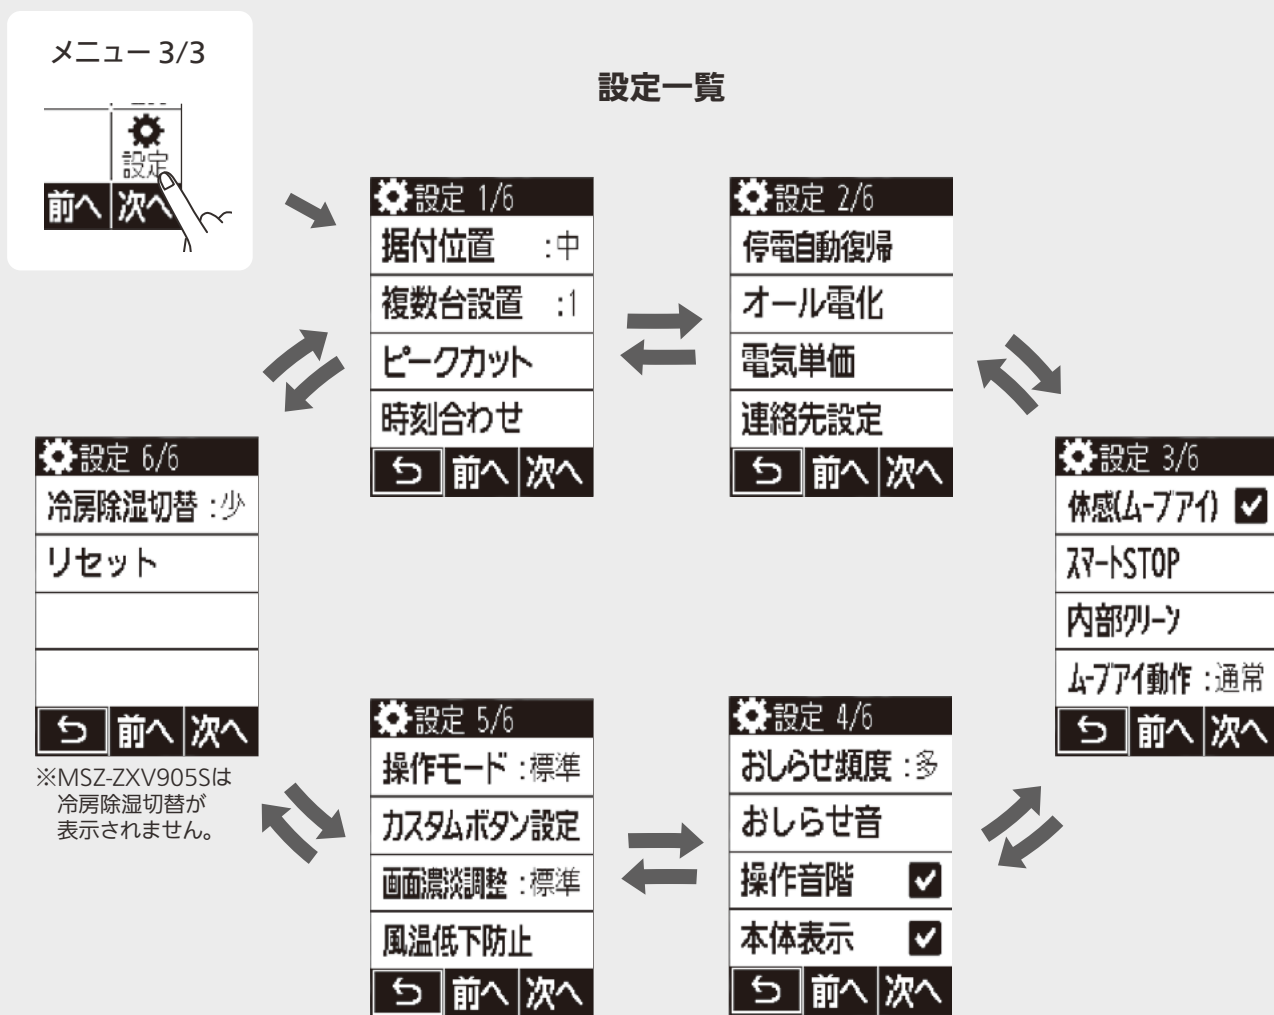 メニュー 3/3
設定
前へ 次へ
設定一覧
設定 1/6
据付位置 :中
複数台設置 :1
ピークカット
時刻合わせ
前へ 次へ
設定 2/6
停電自動復帰
オール電化
電気単価
連絡先設定
前へ 次へ
設定 3/6
体感(ムーブアイ)
スマートSTOP
内部クリーン
ムーブアイ動作 :通常
前へ 次へ
設定 4/6
おしらせ頻度 :多
おしらせ音
操作音階
本体表示
前へ 次へ
設定 5/6
操作モード :標準
カスタムボタン設定
画面濃淡調整 :標準
風温低下防止
前へ 次へ
設定 6/6
冷房除湿切替 :少
リセット
前へ 次へ
※MSZ-ZXV905Sは
冷房除湿切替が
表示されません。